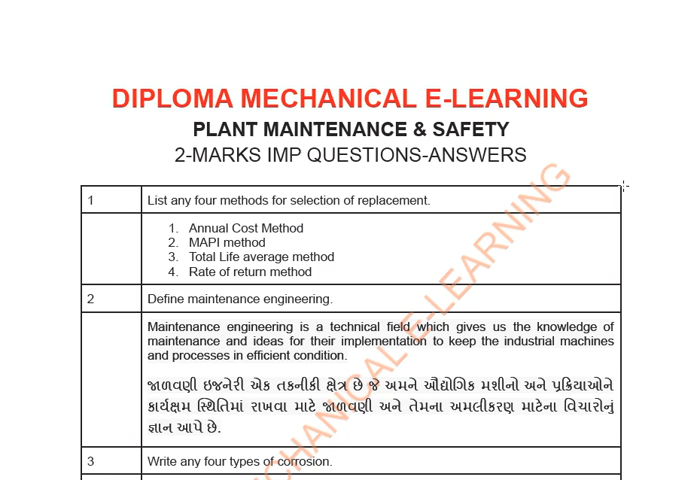 DIPLOMA MECHANICAL E-LEARNING
PLANT MAINTENANCE & SAFETY
2-MARKS IMP QUESTIONS-ANSWERS
1 List any four methods for selection of replacement.
1. Annual Cost Method
2. MAPI method
3. Total Life average method
4. Rate of return method
2 Define maintenance engineering.
Maintenance engineering is a technical field which gives us the knowledge of
maintenance and ideas for their implementation to keep the industrial machines
and processes in efficient condition.
જાળવણી ઇજનેરી એક તકનીકી ક્ષેત્ર છે જે અમને ઔદ્યોગિક મશીનો અને પ્રક્રિયાઓને
કાર્યક્ષમ સ્થિતિમાં રાખવા માટે જાળવણી અને તેમના અમલીકરણ માટેના વિચારોનું
જ્ઞાન આપે છે.
3 Write any four types of corrosion.
CHANICAL E-LEARNING